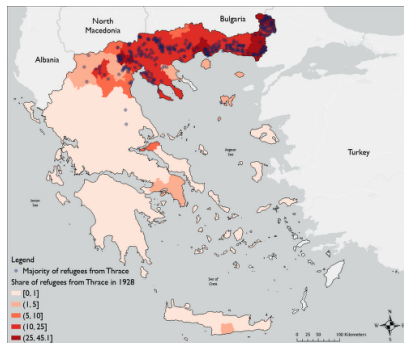 North
Macedonia
Bulgaria
Albania
Turkey
Aegean
Sea
Ionian
Sea
Sea of
Crete
Legend
Majority of refugees from Thrace
Share of refugees from Thrace in 1928
[0, 1]
(1, 5]
(5, 10]
(10, 25]
(25, 45.1]
0 25 50 100 Kilometers
N